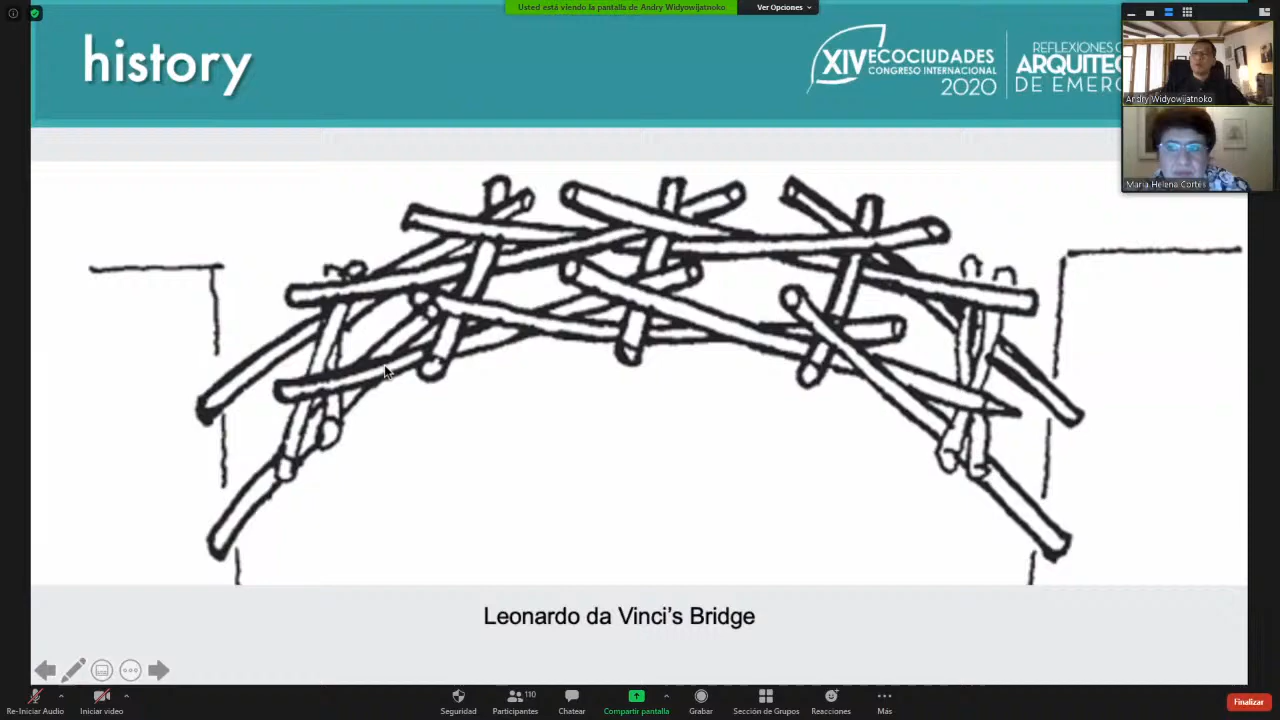 Usted está viendo la pantalla de Andry Widyowijatnoko
Ver Opciones
history
XIV ECOCIUDADES
CONGRESO INTERNACIONAL
2020
REFLEXIONES
ARQUITEC
DE EMERG
Andry Widyowijatnoko
Maria Helena Cortés
Leonardo da Vinci's Bridge
Re-Iniciar Audio
Iniciar video
Seguridad
110
Participantes
Chatear
Compartir pantalla
Grabar
Sección de Grupos
Reacciones
Más
Finalizar